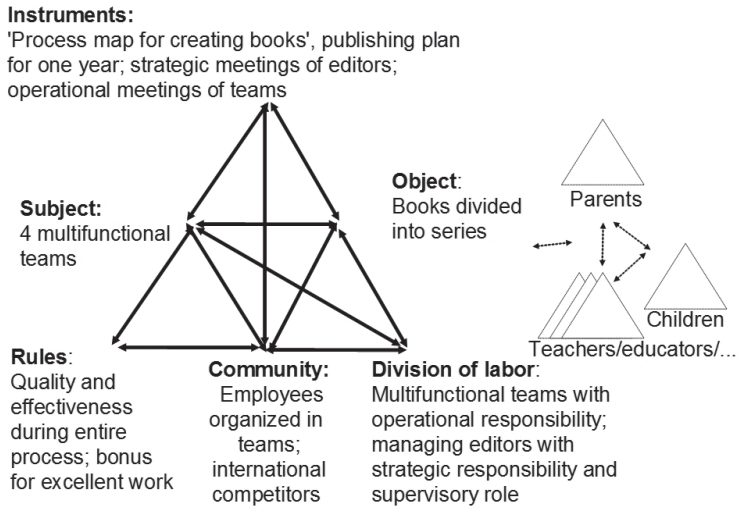 Instruments:
'Process map for creating books', publishing plan
for one year; strategic meetings of editors;
operational meetings of teams
Subject:
4 multifunctional
teams
Object:
Books divided
into series
Parents
Children
Teachers/educators/...
Rules:
Quality and
effectiveness
during entire
process; bonus
for excellent work
Community:
Employees
organized in
teams;
international
competitors
Division of labor:
Multifunctional teams with
operational responsibility;
managing editors with
strategic responsibility and
supervisory role